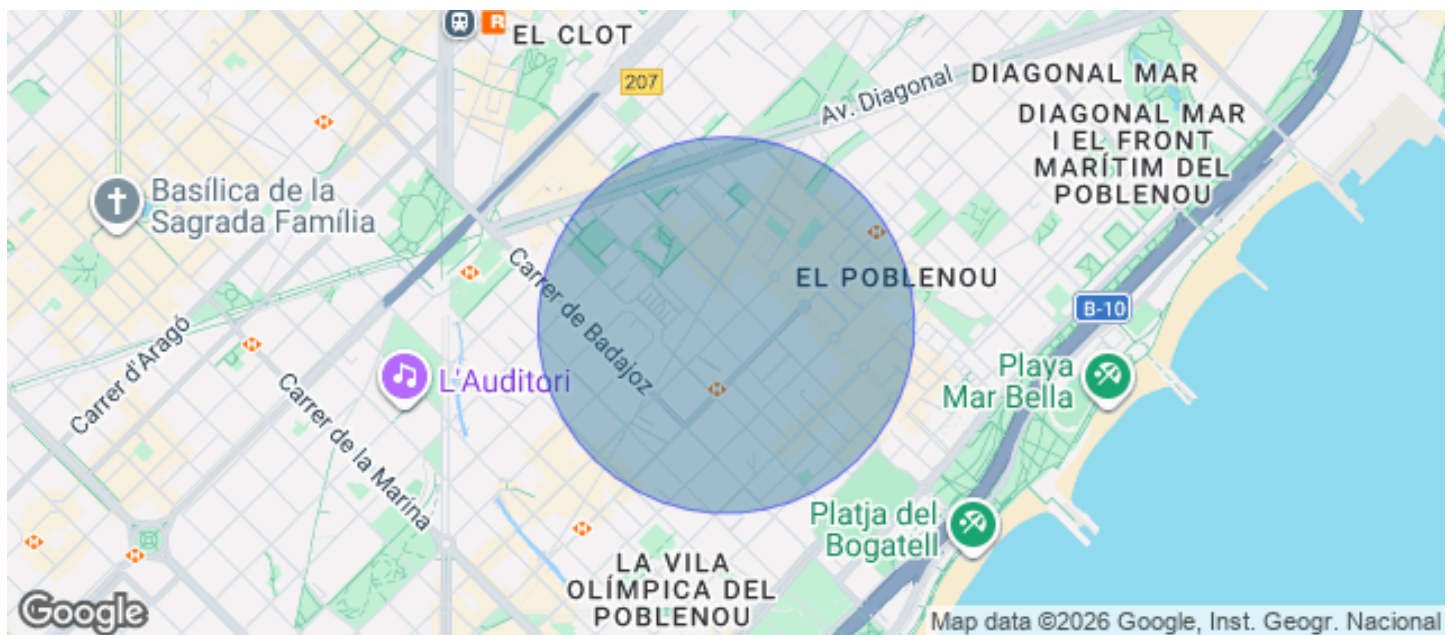 EL CLOT
207
Av. Diagonal
DIAGONAL MAR
DIAGONAL MAR
I EL FRONT
MARÍTIM DEL
POBLENOU
Basílica de la
Sagrada Família
Carrer de Badajoz
EL POBLENOU
B-10
Carrer d'Aragó
L'Auditori
Playa
Mar Bella
Carrer de la Marina
Platja del
Bogatell
LA VILA
OLÍMPICA DEL
POBLENOU
Google
Map data ©2026 Google, Inst. Geogr. Nacional